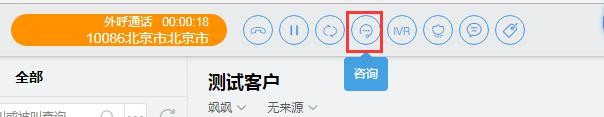 外呼通话 00:00:18
10086北京市北京市
IVR
咨询
全部
测试客户
飒飒 无来源